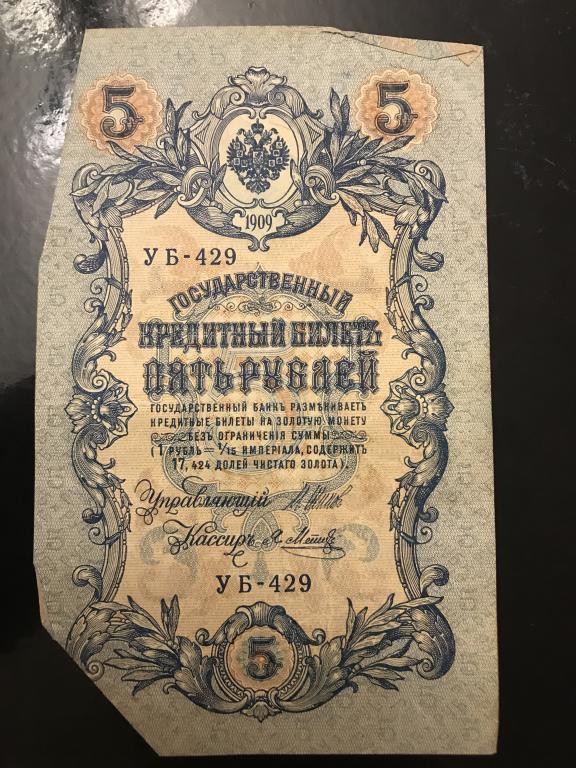 5 5
1909
УБ-429
ГОСУДАРСТВЕННЫЙ
КРЕДИТНЫЙ БИЛЕТЪ
ПЯТЬ РУБЛЕЙ
ГОСУДАРСТВЕННЫЙ БАНКЪ РАЗМѢНИВАЕТЪ
КРЕДИТНЫЕ БИЛЕТЫ НА ЗОЛОТУЮ МОНЕТУ
БЕЗЪ ОГРАНИЧЕНІЯ СУММЫ
(1 РУБЛЬ = 1/15 ИМПЕРІАЛА, СОДЕРЖИТЪ
17,424 ДОЛЕЙ ЧИСТАГО ЗОЛОТА).
Управляющій
Кассиръ
УБ-429
5